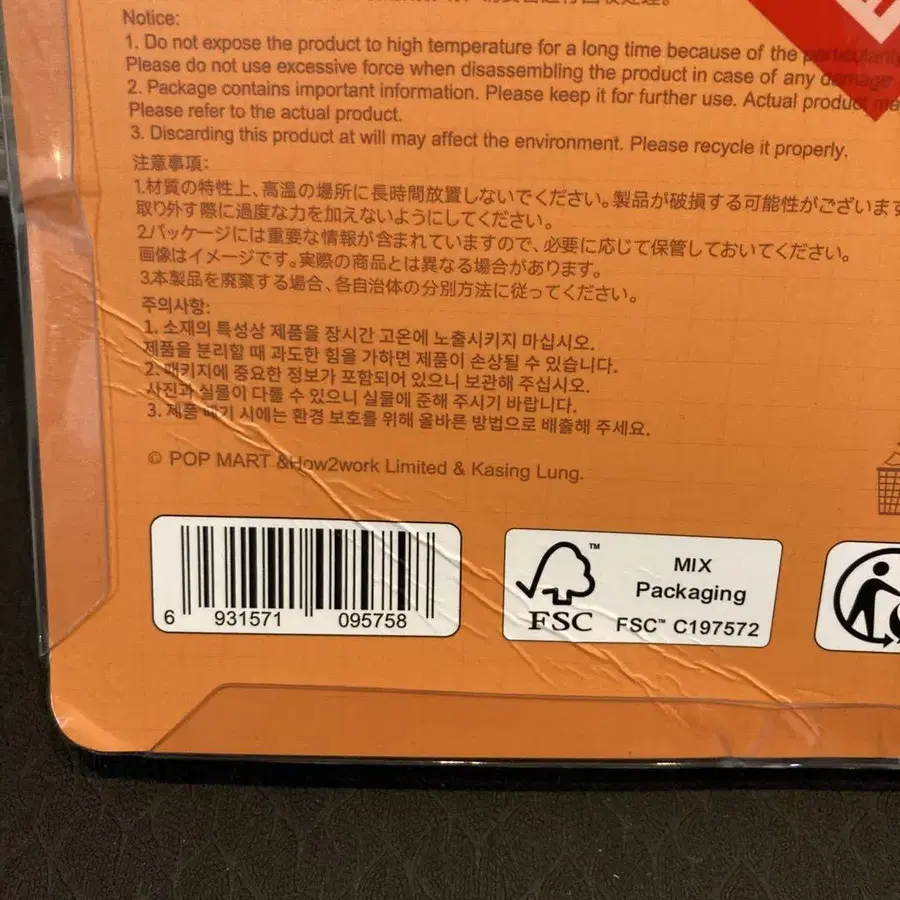 Notice:
1. Do not expose the product to high temperature for a long time because of the particularity
Please do not use excessive force when disassembling the product in case of any damage
2. Package contains important information. Please keep it for further use. Actual product
Please refer to the actual product.
3. Discarding this product at will may affect the environment. Please recycle it properly.
注意事項:
1.材質の特性上、高温の場所に長時間放置しないでください。製品が破損する可能性がございます
取り外す際に過度な力を加えないようにしてください。
2.パッケージには重要な情報が含まれていますので、必要に応じて保管しておいてください。
画像はイメージです。実際の商品とは異なる場合があります。
3.本製品を廃棄する場合、各自治体の分別方法に従ってください。
주의사항:
1. 소재의 특성상 제품을 장시간 고온에 노출시키지 마십시오.
제품을 분리할 때 과도한 힘을 가하면 제품이 손상될 수 있습니다.
2. 패키지에 중요한 정보가 포함되어 있으니 보관해 주십시오.
사진과 실물이 다를 수 있으니 실물에 준해 주시기 바랍니다.
3. 제품 폐기 시에는 환경 보호를 위해 올바른 방법으로 배출해 주세요.
© POP MART &How2work Limited & Kasing Lung.
6 931571 095758
FSC™
MIX
Packaging
FSC™ C197572